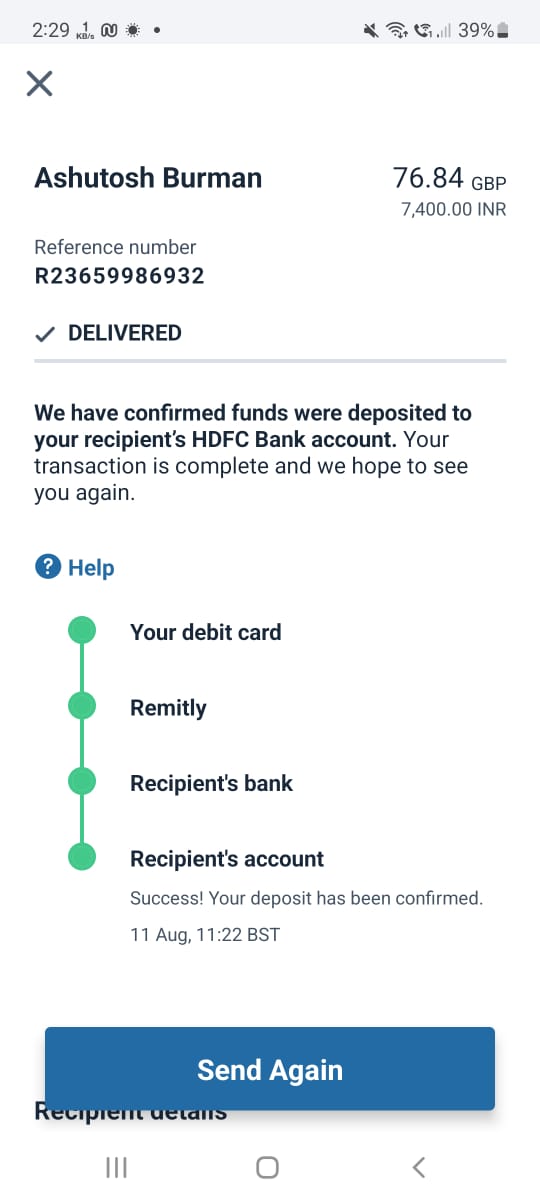 2:29 1 KB/s 39%
Ashutosh Burman 76.84 GBP
7,400.00 INR
Reference number
R23659986932
DELIVERED
We have confirmed funds were deposited to
your recipient's HDFC Bank account. Your
transaction is complete and we hope to see
you again.
? Help
Your debit card
Remitly
Recipient's bank
Recipient's account
Success! Your deposit has been confirmed.
11 Aug, 11:22 BST
Send Again
Recipient details